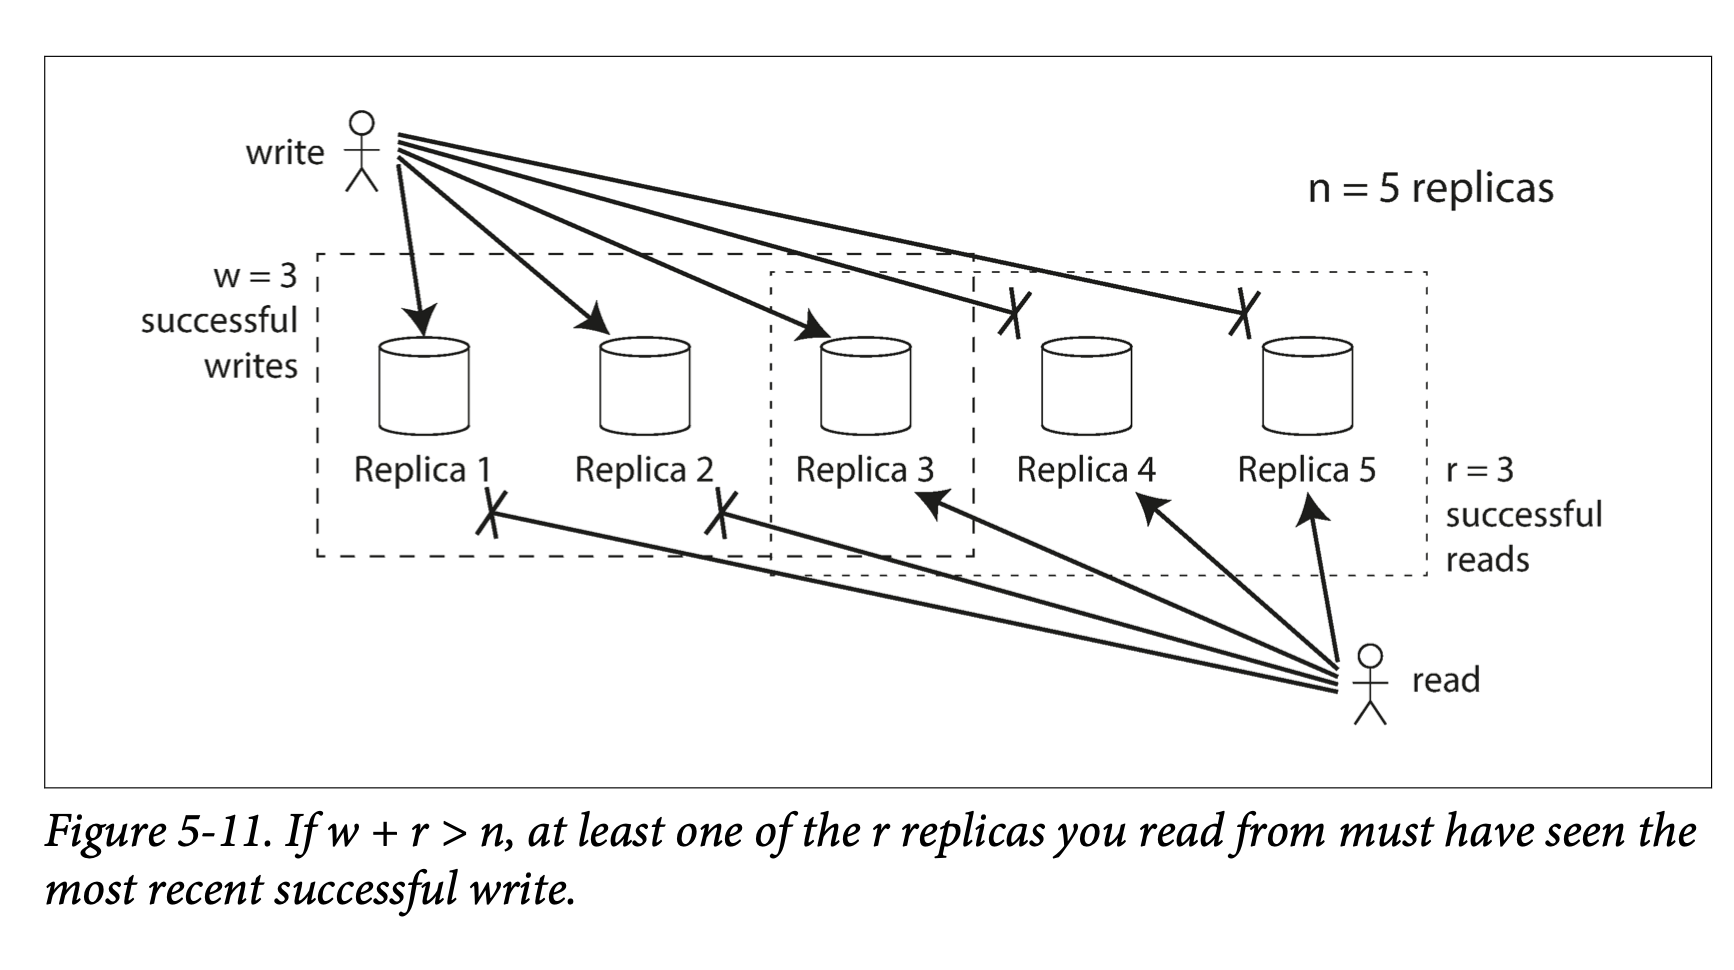 write
n = 5 replicas
w = 3
successful
writes
Replica 1
Replica 2
Replica 3
Replica 4
Replica 5
r = 3
successful
reads
read
Figure 5-11. If w + r > n, at least one of the r replicas you read from must have seen the
most recent successful write.